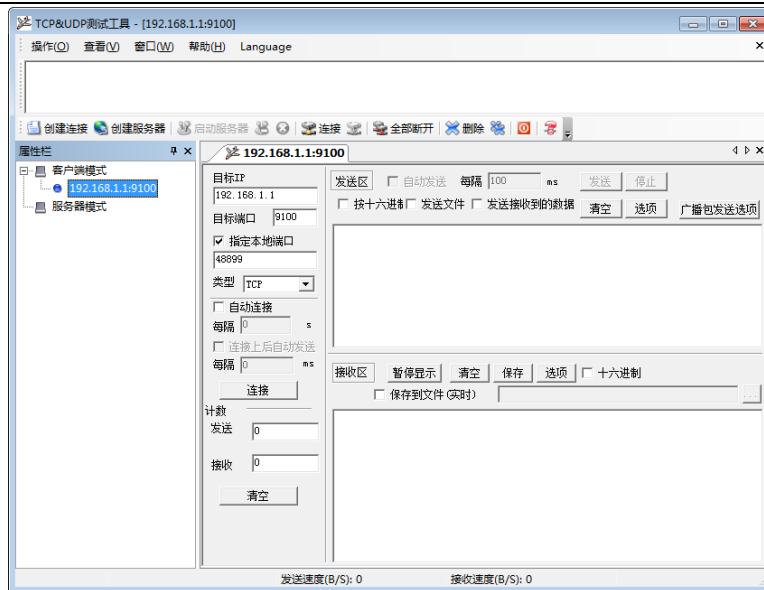 TCP&UDP测试工具 - [192.168.1.1:9100]
操作(O) 查看(V) 窗口(W) 帮助(H) Language
创建连接 创建服务器 启动服务器 连接 全部断开 删除
属性栏
客户端模式
192.168.1.1:9100
服务器模式
192.168.1.1:9100
目标IP
192.168.1.1
目标端口 9100
指定本地端口
48899
类型 TCP
自动连接
每隔 0 s
连接上后自动发送
每隔 0 ms
连接
计数
发送 0
接收 0
清空
发送区 自动发送 每隔 100 ms 发送 停止
按十六进制 发送文件 发送接收到的数据 清空 选项 广播包发送选项
接收区 暂停显示 清空 保存 选项 十六进制
保存到文件(实时) ...
发送速度(B/S): 0 接收速度(B/S): 0